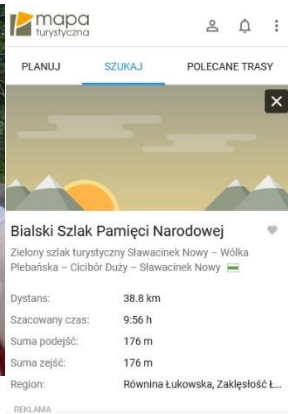 mapa
turystyczna
PLANUJ SZUKAJ POLECANE TRASY
Bialski Szlak Pamięci Narodowej
Zielony szlak turystyczny Sławacinek Nowy – Wólka
Plebańska – Cicibór Duży – Sławacinek Nowy
Dystans: 38.8 km
Szacowany czas: 9:56 h
Suma podejść: 176 m
Suma zejść: 176 m
Region: Równina Łukowska, Zaklęsłość Ł...
REKLAMA